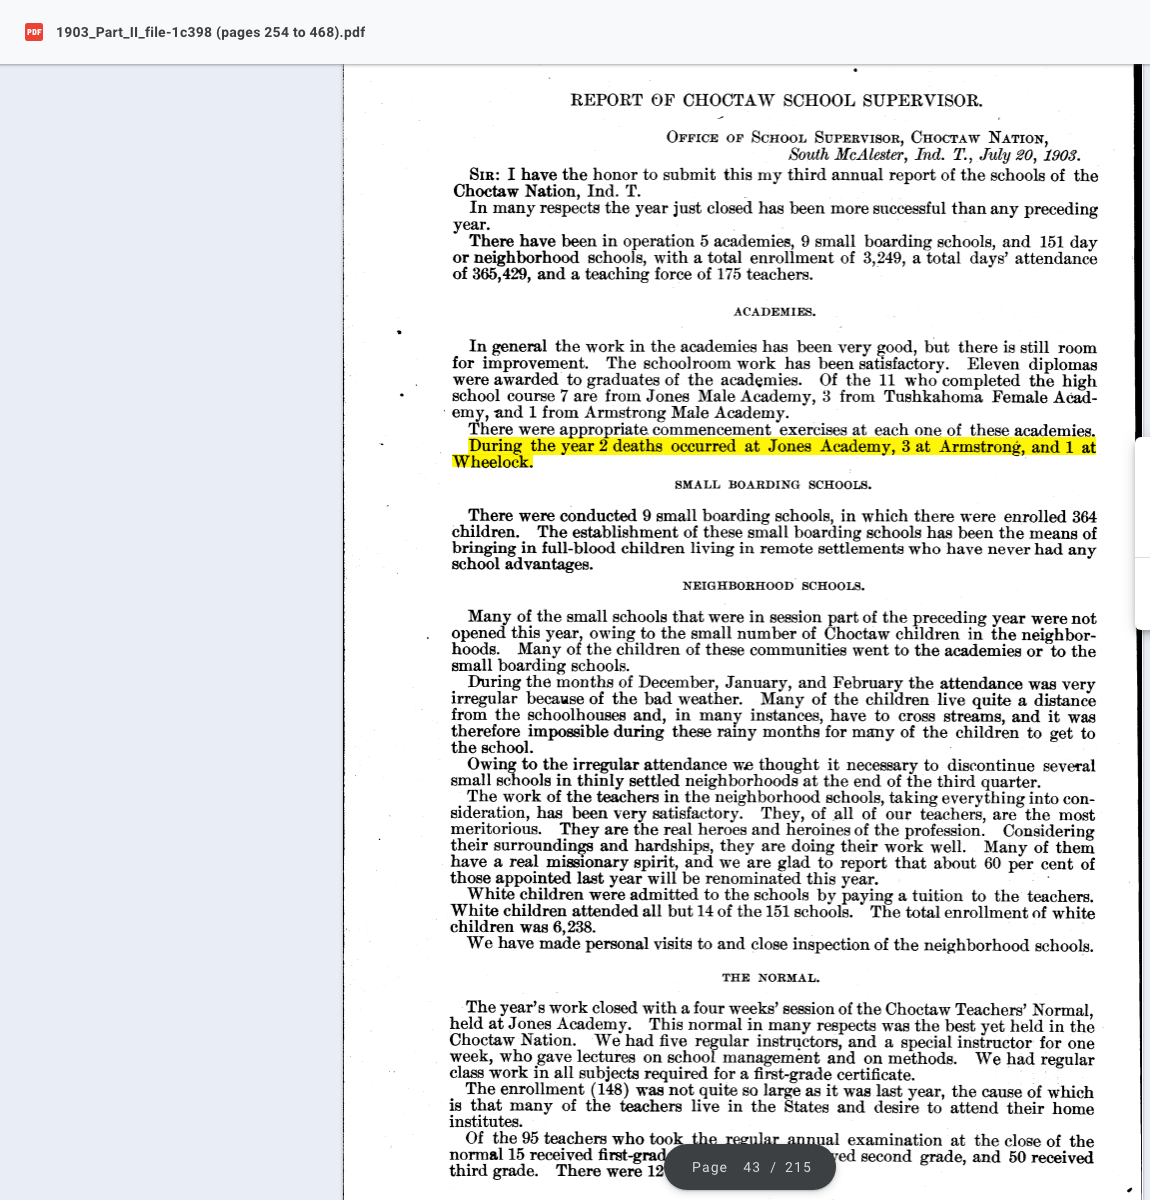 1903_Part_II_file-1c398 (pages 254 to 468).pdf
REPORT OF CHOCTAW SCHOOL SUPERVISOR.
OFFICE OF SCHOOL SUPERVISOR, CHOCTAW NATION,
South McAlester, Ind. T., July 20, 1903.
SIR: I have the honor to submit this my third annual report of the schools of the
Choctaw Nation, Ind. T.
In many respects the year just closed has been more successful than any preceding
year.
There have been in operation 5 academies, 9 small boarding schools, and 151 day
or neighborhood schools, with a total enrollment of 3,249, a total days' attendance
of 365,429, and a teaching force of 175 teachers.
ACADEMIES.
In general the work in the academies has been very good, but there is still room
for improvement. The schoolroom work has been satisfactory. Eleven diplomas
were awarded to graduates of the academies. Of the 11 who completed the high
school course 7 are from Jones Male Academy, 3 from Tushkahoma Female Acad-
emy, and 1 from Armstrong Male Academy.
There were appropriate commencement exercises at each one of these academies.
During the year 2 deaths occurred at Jones Academy, 3 at Armstrong, and 1 at
Wheelock.
SMALL BOARDING SCHOOLS.
There were conducted 9 small boarding schools, in which there were enrolled 364
children. The establishment of these small boarding schools has been the means of
bringing in full-blood children living in remote settlements who have never had any
school advantages.
NEIGHBORHOOD SCHOOLS.
Many of the small schools that were in session part of the preceding year were not
opened this year, owing to the small number of Choctaw children in the neighbor-
hoods. Many of the children of these communities went to the academies or to the
small boarding schools.
During the months of December, January, and February the attendance was very
irregular because of the bad weather. Many of the children live quite a distance
from the schoolhouses and, in many instances, have to cross streams, and it was
therefore impossible during these rainy months for many of the children to get to
the school.
Owing to the irregular attendance we thought it necessary to discontinue several
small schools in thinly settled neighborhoods at the end of the third quarter.
The work of the teachers in the neighborhood schools, taking everything into con-
sideration, has been very satisfactory. They, of all of our teachers, are the most
meritorious. They are the real heroes and heroines of the profession. Considering
their surroundings and hardships, they are doing their work well. Many of them
have a real missionary spirit, and we are glad to report that about 60 per cent of
those appointed last year will be renominated this year.
White children were admitted to the schools by paying a tuition to the teachers.
White children attended all but 14 of the 151 schools. The total enrollment of white
children was 6,238.
We have made personal visits to and close inspection of the neighborhood schools.
THE NORMAL.
The year's work closed with a four weeks' session of the Choctaw Teachers' Normal,
held at Jones Academy. This normal in many respects was the best yet held in the
Choctaw Nation. We had five regular instructors, and a special instructor for one
week, who gave lectures on school management and on methods. We had regular
class work in all subjects required for a first-grade certificate.
The enrollment (148) was not quite so large as it was last year, the cause of which
is that many of the teachers live in the States and desire to attend their home
institutes.
Of the 95 teachers who took the regular annual examination at the close of the
normal 15 received second grade, and 50 received
third grade. There were 12
Page 43 / 215